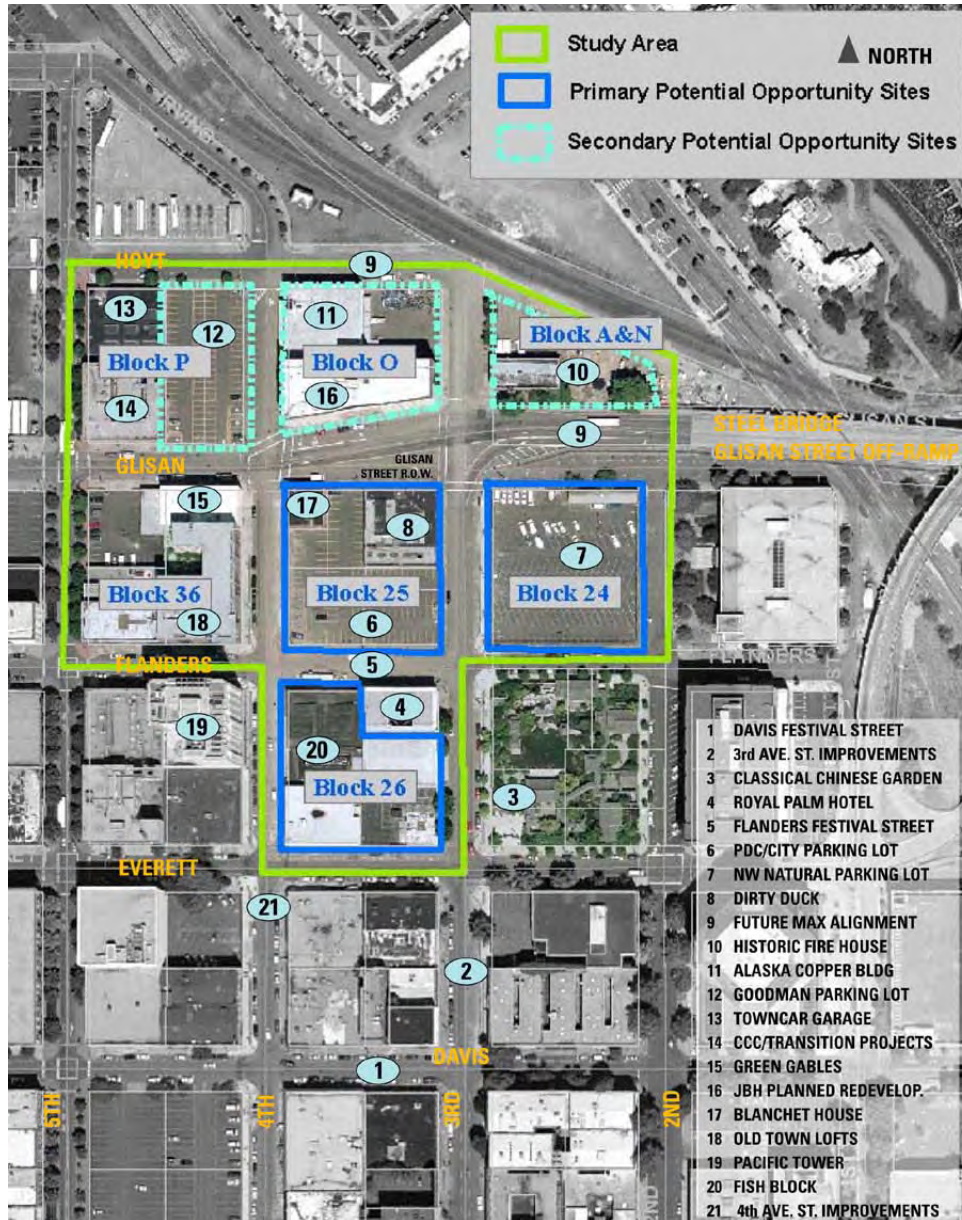 Study Area
NORTH
Primary Potential Opportunity Sites
Secondary Potential Opportunity Sites
HOYT
9
13
11
12
Block A&N
Block P
Block O
10
14
16
9
STEEL BRIDGE
GLISAN ST.
GLISAN STREET OFF-RAMP
GLISAN
GLISAN
STREET R.O.W.
15
17
8
7
Block 36
Block 25
Block 24
18
6
FLANDERS
5
FLANDERS
4
19
20
Block 26
3
EVERETT
21
2
DAVIS
1
5TH
4TH
3RD
2ND
2ND
1 DAVIS FESTIVAL STREET
2 3rd AVE. ST. IMPROVEMENTS
3 CLASSICAL CHINESE GARDEN
4 ROYAL PALM HOTEL
5 FLANDERS FESTIVAL STREET
6 PDC/CITY PARKING LOT
7 NW NATURAL PARKING LOT
8 DIRTY DUCK
9 FUTURE MAX ALIGNMENT
10 HISTORIC FIRE HOUSE
11 ALASKA COPPER BLDG
12 GOODMAN PARKING LOT
13 TOWNCAR GARAGE
14 CCC/TRANSITION PROJECTS
15 GREEN GABLES
16 JBH PLANNED REDEVELOP.
17 BLANCHET HOUSE
18 OLD TOWN LOFTS
19 PACIFIC TOWER
20 FISH BLOCK
21 4th AVE. ST. IMPROVEMENTS